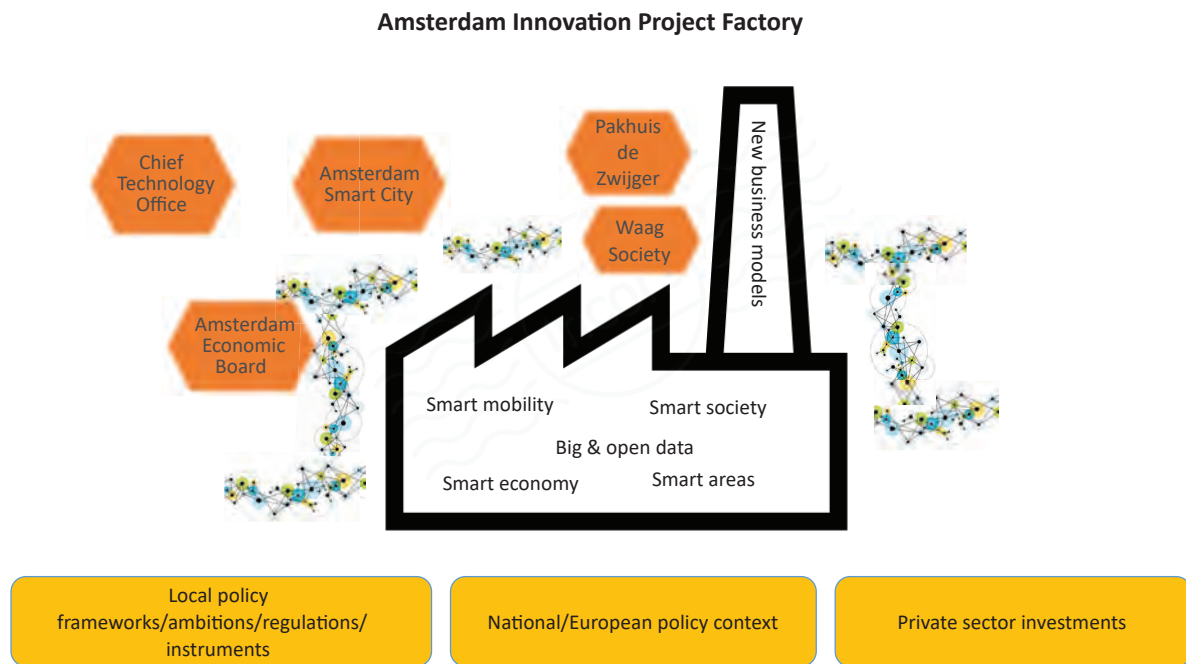 Amsterdam Innovation Project Factory
Chief
Technology
Office
Amsterdam
Smart City
Pakhuis
de
Zwijger
Waag
Society
New business models
Amsterdam
Economic
Board
Smart mobility
Smart society
Big & open data
Smart economy
Smart areas
Local policy
frameworks/ambitions/regulations/
instruments
National/European policy context
Private sector investments